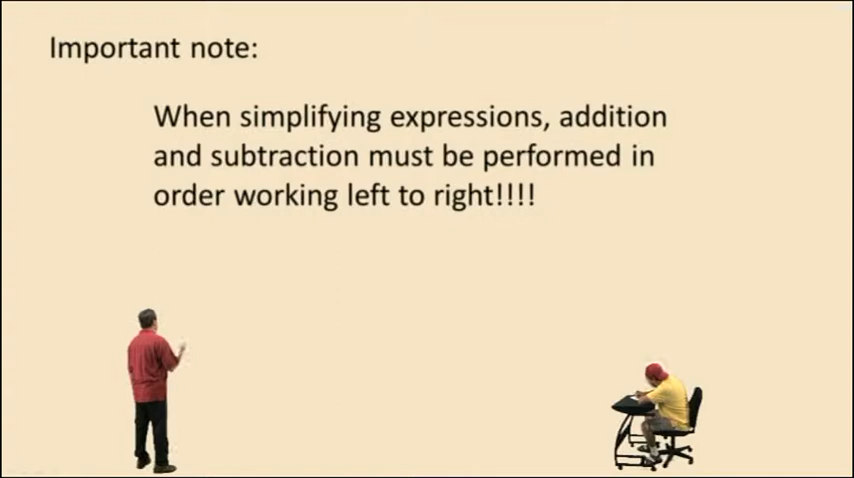 Important note:
When simplifying expressions, addition
and subtraction must be performed in
order working left to right!!!!